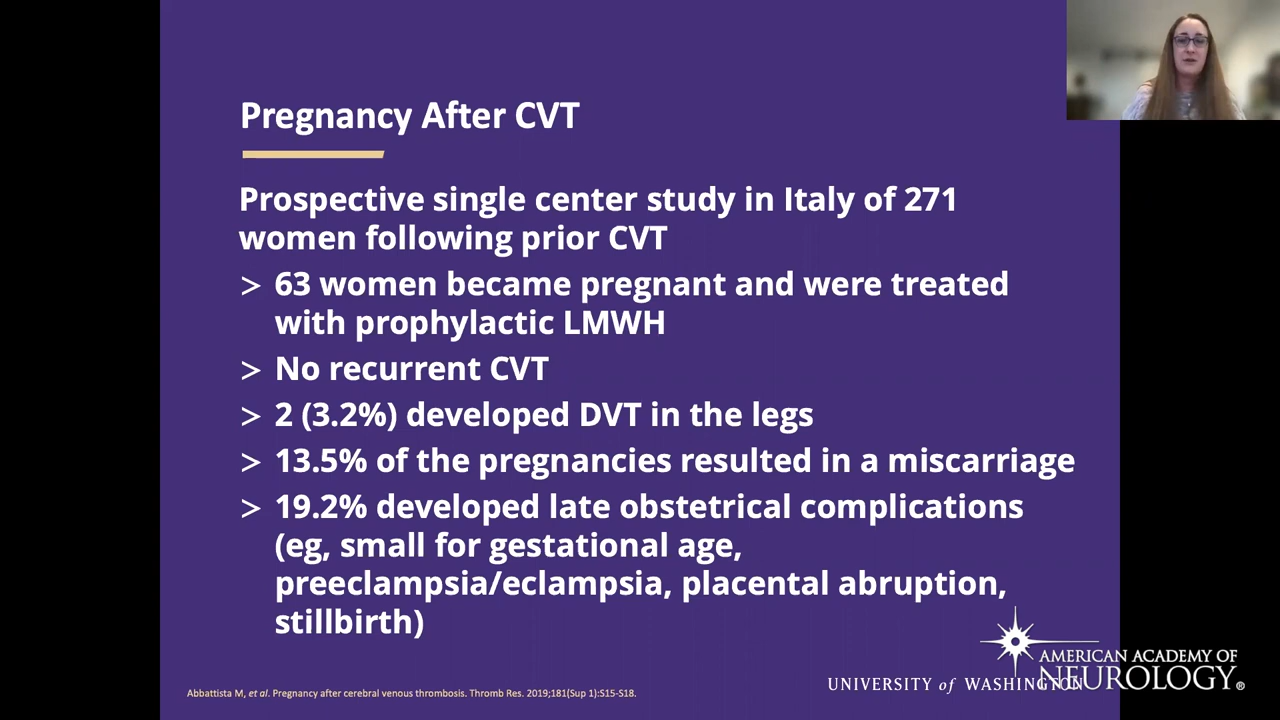 Pregnancy After CVT
Prospective single center study in Italy of 271
women following prior CVT
> 63 women became pregnant and were treated
with prophylactic LMWH
> No recurrent CVT
> 2 (3.2%) developed DVT in the legs
> 13.5% of the pregnancies resulted in a miscarriage
> 19.2% developed late obstetrical complications
(eg, small for gestational age,
preeclampsia/eclampsia, placental abruption,
stillbirth)
Abbattista M, et al. Pregnancy after cerebral venous thrombosis. Thromb Res. 2019;181(Sup 1):S15-S18.
UNIVERSITY of WASHINGTON
AMERICAN ACADEMY OF
NEUROLOGY®